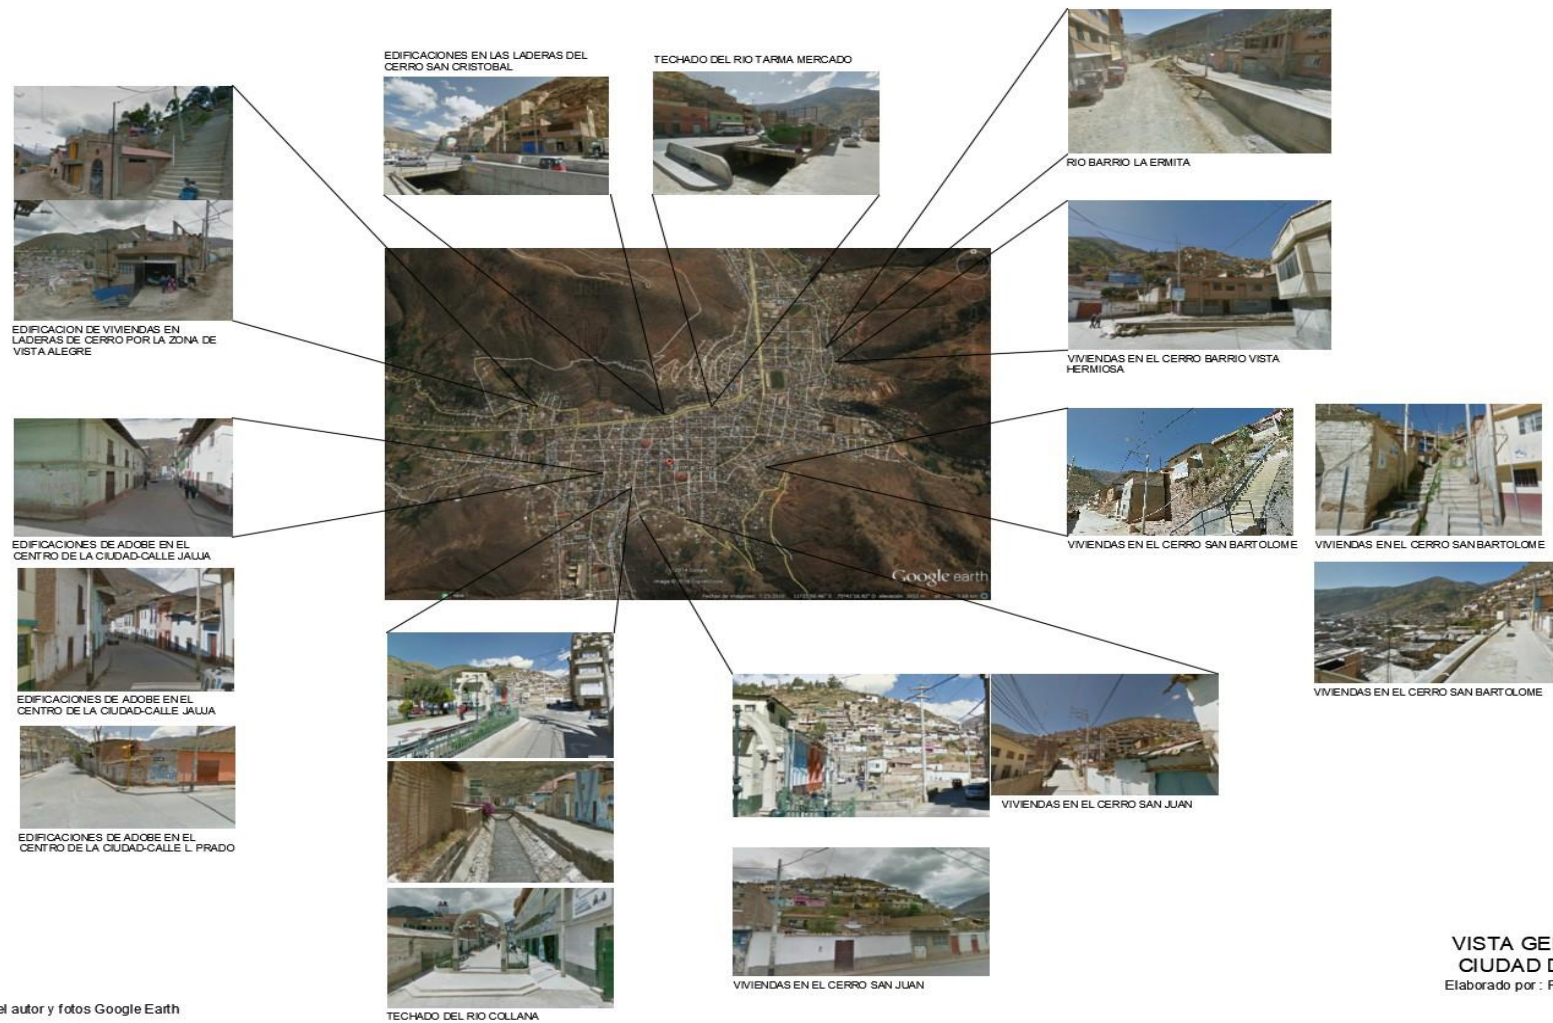 EDIFICACIONES EN LAS LADERAS DEL
CERRO SAN CRISTOBAL
TECHADO DEL RIO TARMA MERCADO
RIO BARRIO LA ERMITA
EDIFICACION DE VIVIENDAS EN
LADERAS DE CERRO POR LA ZONA DE
VISTA ALEGRE
VIVIENDAS EN EL CERRO BARRIO VISTA
HERMIOSA
EDIFICACIONES DE ADOBE EN EL
CENTRO DE LA CIUDAD-CALLE JAUJA
VIVIENDAS EN EL CERRO SAN BARTOLOME
VIVIENDAS EN EL CERRO SAN BARTOLOME
Google earth
EDIFICACIONES DE ADOBE EN EL
CENTRO DE LA CIUDAD-CALLE JAUJA
VIVIENDAS EN EL CERRO SAN BARTOLOME
VIVIENDAS EN EL CERRO SAN JUAN
EDIFICACIONES DE ADOBE EN EL
CENTRO DE LA CIUDAD-CALLE L. PRADO
VIVIENDAS EN EL CERRO SAN JUAN
TECHADO DEL RIO COLLANA
VISTA GE
CIUDAD D
Elaborado por : F
el autor y fotos Google Earth